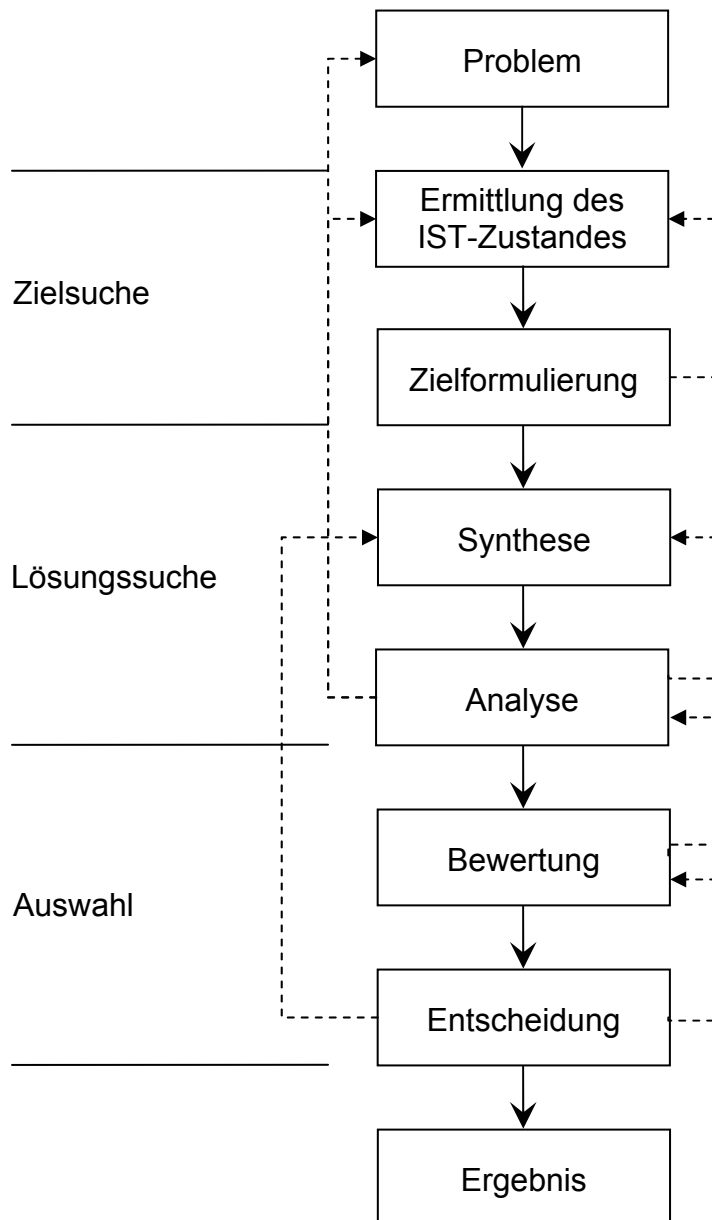 Problem
Ermittlung des
IST-Zustandes
Zielsuche
Zielformulierung
Synthese
Lösungssuche
Analyse
Bewertung
Auswahl
Entscheidung
Ergebnis